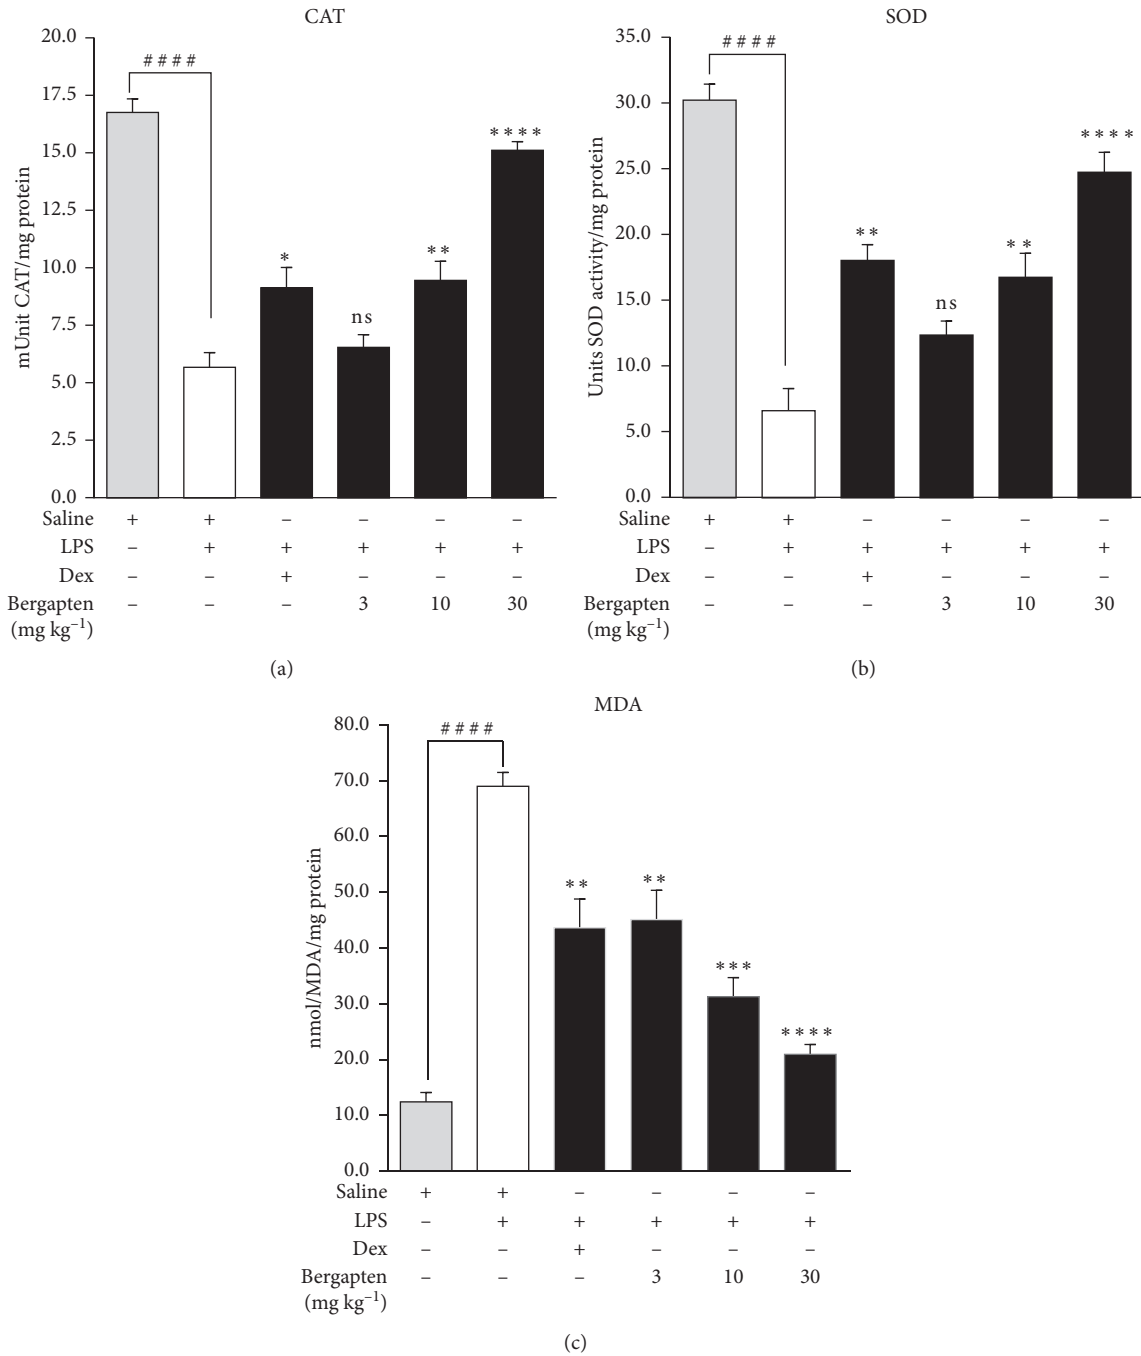 CAT
mUnit CAT/mg protein
20.0
17.5
15.0
12.5
10.0
7.5
5.0
2.5
0.0
####
*
ns
**
****
Saline + + – – – –
LPS – + + + + +
Dex – – + – – –
Bergapten – – – 3 10 30
(mg kg–1)
(a)
SOD
Units SOD activity/mg protein
35.0
30.0
25.0
20.0
15.0
10.0
5.0
0.0
####
**
ns
**
****
Saline + + – – – –
LPS – + + + + +
Dex – – + – – –
Bergapten – – – 3 10 30
(mg kg–1)
(b)
MDA
nmol/MDA/mg protein
80.0
70.0
60.0
50.0
40.0
30.0
20.0
10.0
0.0
####
**
**
***
****
Saline + + – – – –
LPS – + + + + +
Dex – – + – – –
Bergapten – – – 3 10 30
(mg kg–1)
(c)